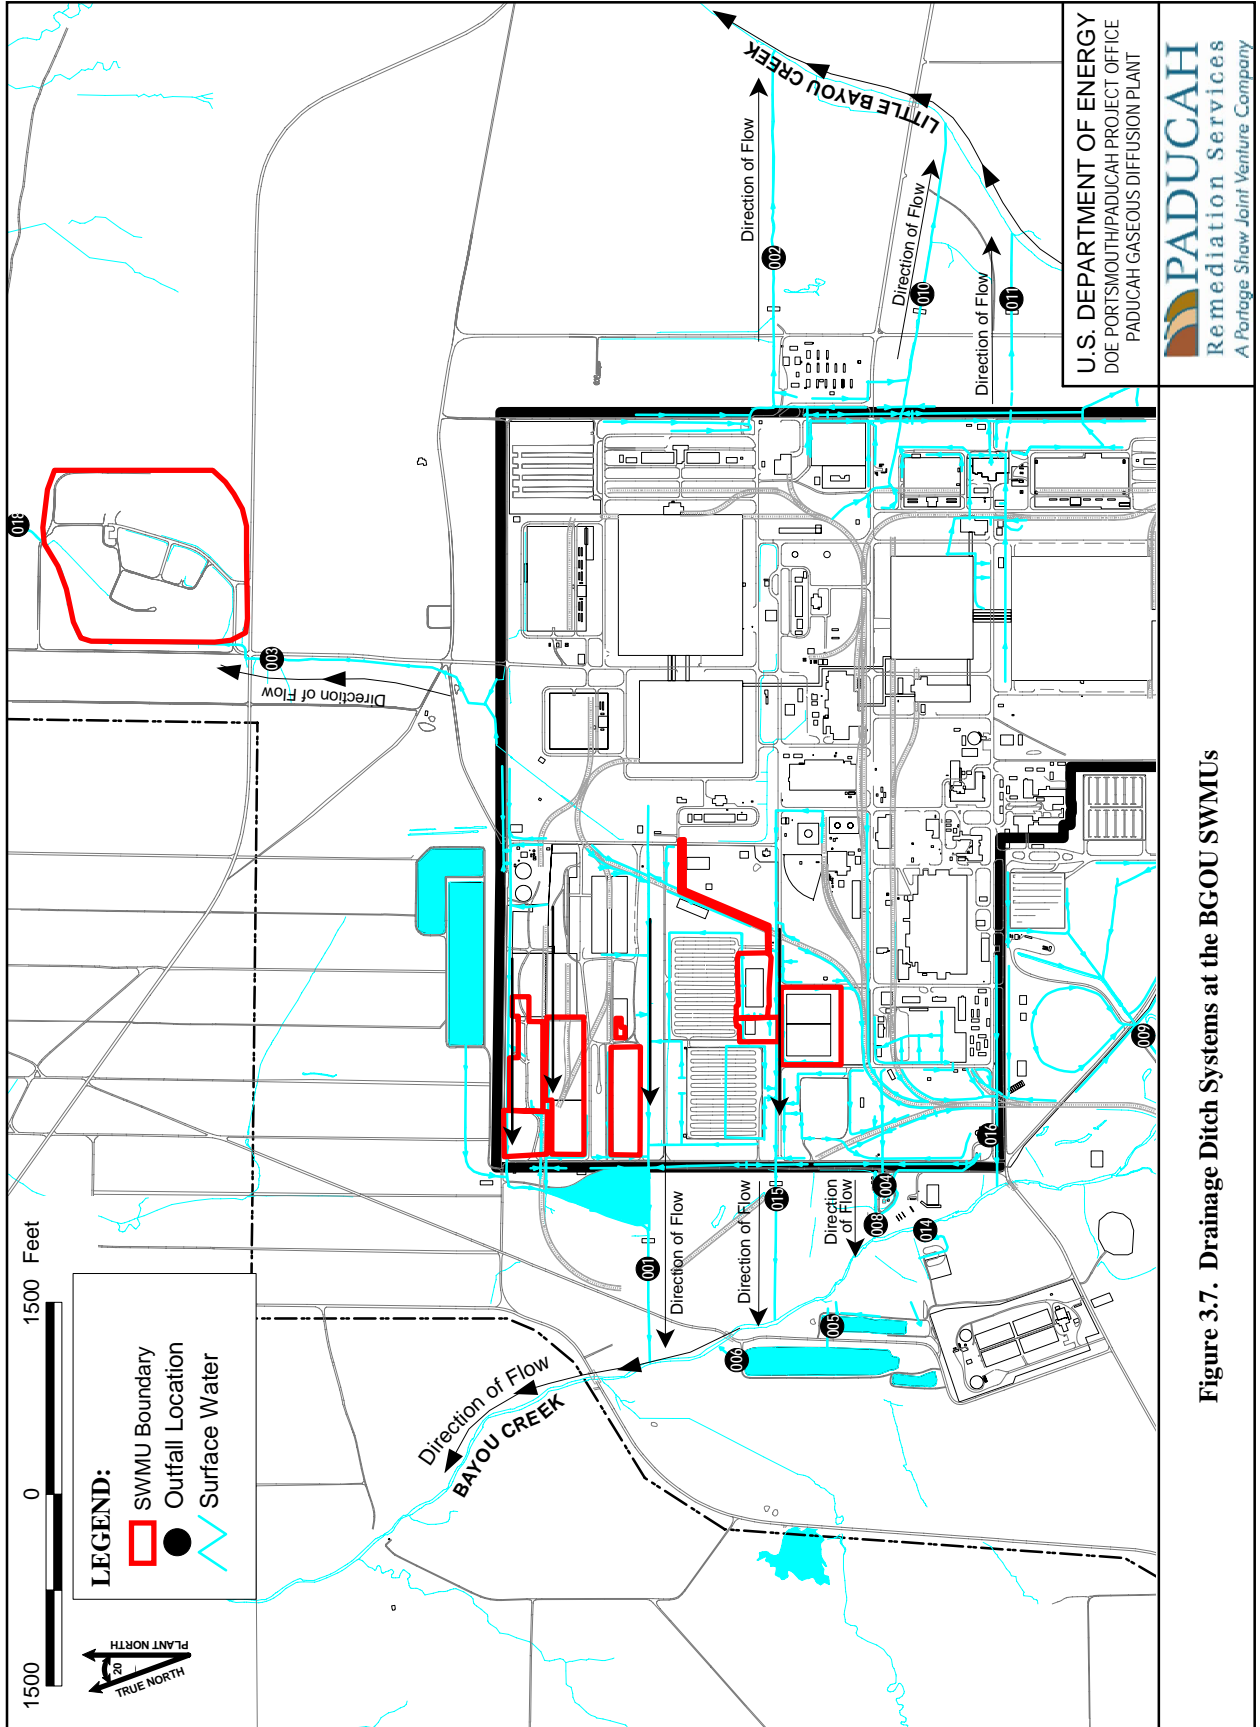 1500
0
1500 Feet
LEGEND:
SWMU Boundary
Outfall Location
Surface Water
PLANT NORTH
20
TRUE NORTH
018
003
Direction of Flow
LITTLE BAYOU CREEK
Direction of Flow
002
Direction of Flow
010
Direction of Flow
011
Direction of Flow
BAYOU CREEK
001
Direction of Flow
Direction of Flow
015
Direction
of Flow
004
008
014
016
009
005
006
U.S. DEPARTMENT OF ENERGY
DOE PORTSMOUTH/PADUCAH PROJECT OFFICE
PADUCAH GASEOUS DIFFUSION PLANT
PADUCAH
Remediation Services
A Portage Shaw Joint Venture Company
Figure 3.7. Drainage Ditch Systems at the BGOU SWMUs